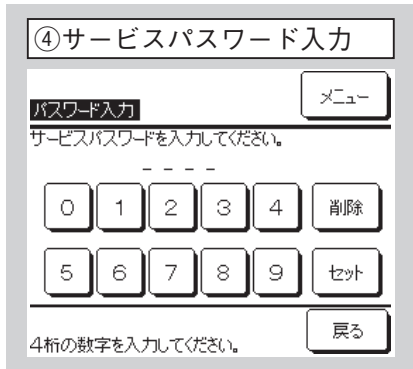 ④サービスパスワード入力
メニュー
パスワード入力
サービスパスワードを入力してください。
----
0 1 2 3 4 削除
5 6 7 8 9 セット
戻る
4桁の数字を入力してください。